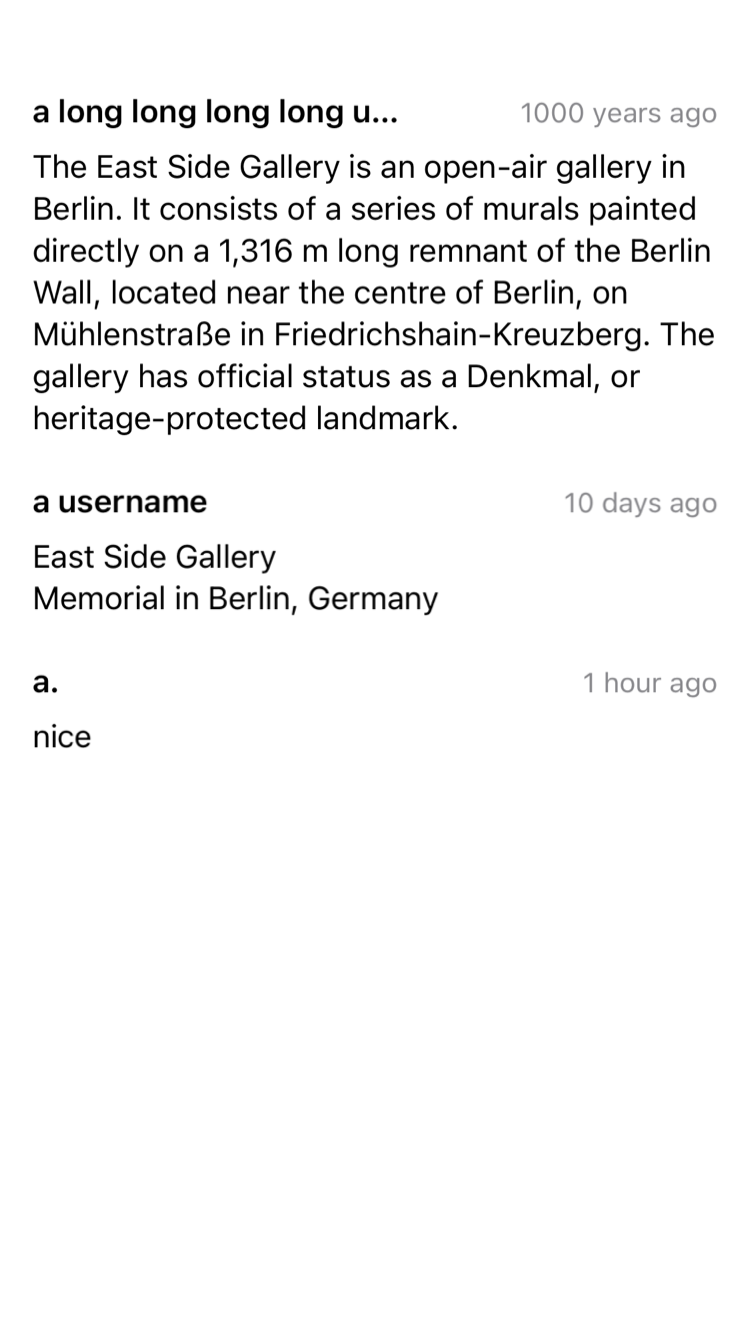 a long long long long u... 1000 years ago
The East Side Gallery is an open-air gallery in
Berlin. It consists of a series of murals painted
directly on a 1,316 m long remnant of the Berlin
Wall, located near the centre of Berlin, on
Mühlenstraße in Friedrichshain-Kreuzberg. The
gallery has official status as a Denkmal, or
heritage-protected landmark.
a username 10 days ago
East Side Gallery
Memorial in Berlin, Germany
a. 1 hour ago
nice